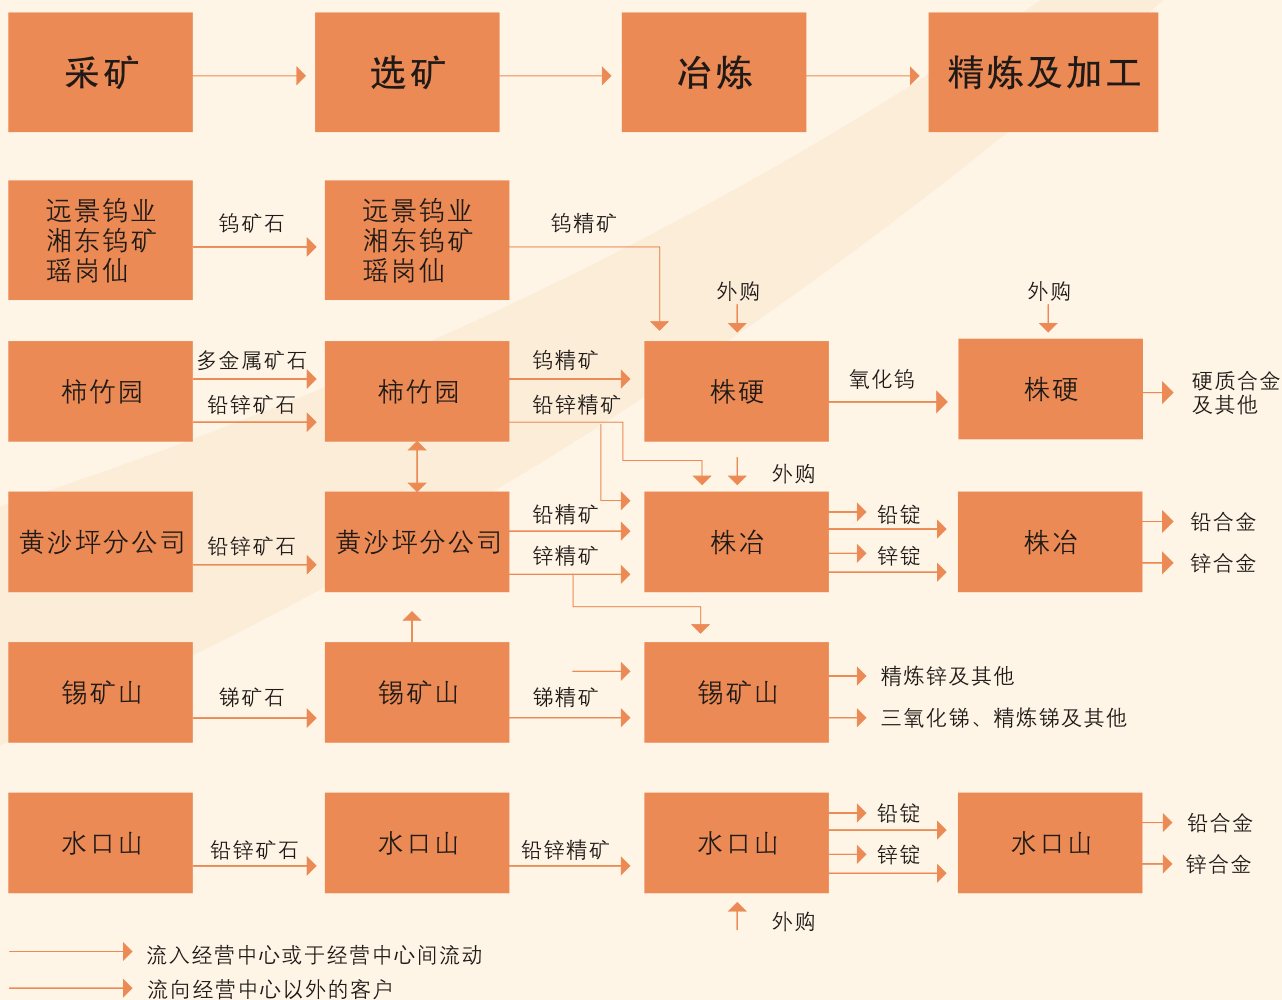 采矿
选矿
冶炼
精炼及加工
远景钨业
湘东钨矿
瑶岗仙
钨矿石
远景钨业
湘东钨矿
瑶岗仙
钨精矿
外购
外购
柿竹园
多金属矿石
铅锌矿石
柿竹园
钨精矿
铅锌精矿
株硬
氧化钨
株硬
硬质合金
及其他
外购
黄沙坪分公司
铅锌矿石
黄沙坪分公司
铅精矿
锌精矿
株冶
铅锭
锌锭
株冶
铅合金
锌合金
锡矿山
锑矿石
锡矿山
锑精矿
锡矿山
精炼锌及其他
三氧化锑、精炼锑及其他
水口山
铅锌矿石
水口山
铅锌精矿
水口山
铅锭
锌锭
水口山
铅合金
锌合金
外购
流入经营中心或于经营中心间流动
流向经营中心以外的客户